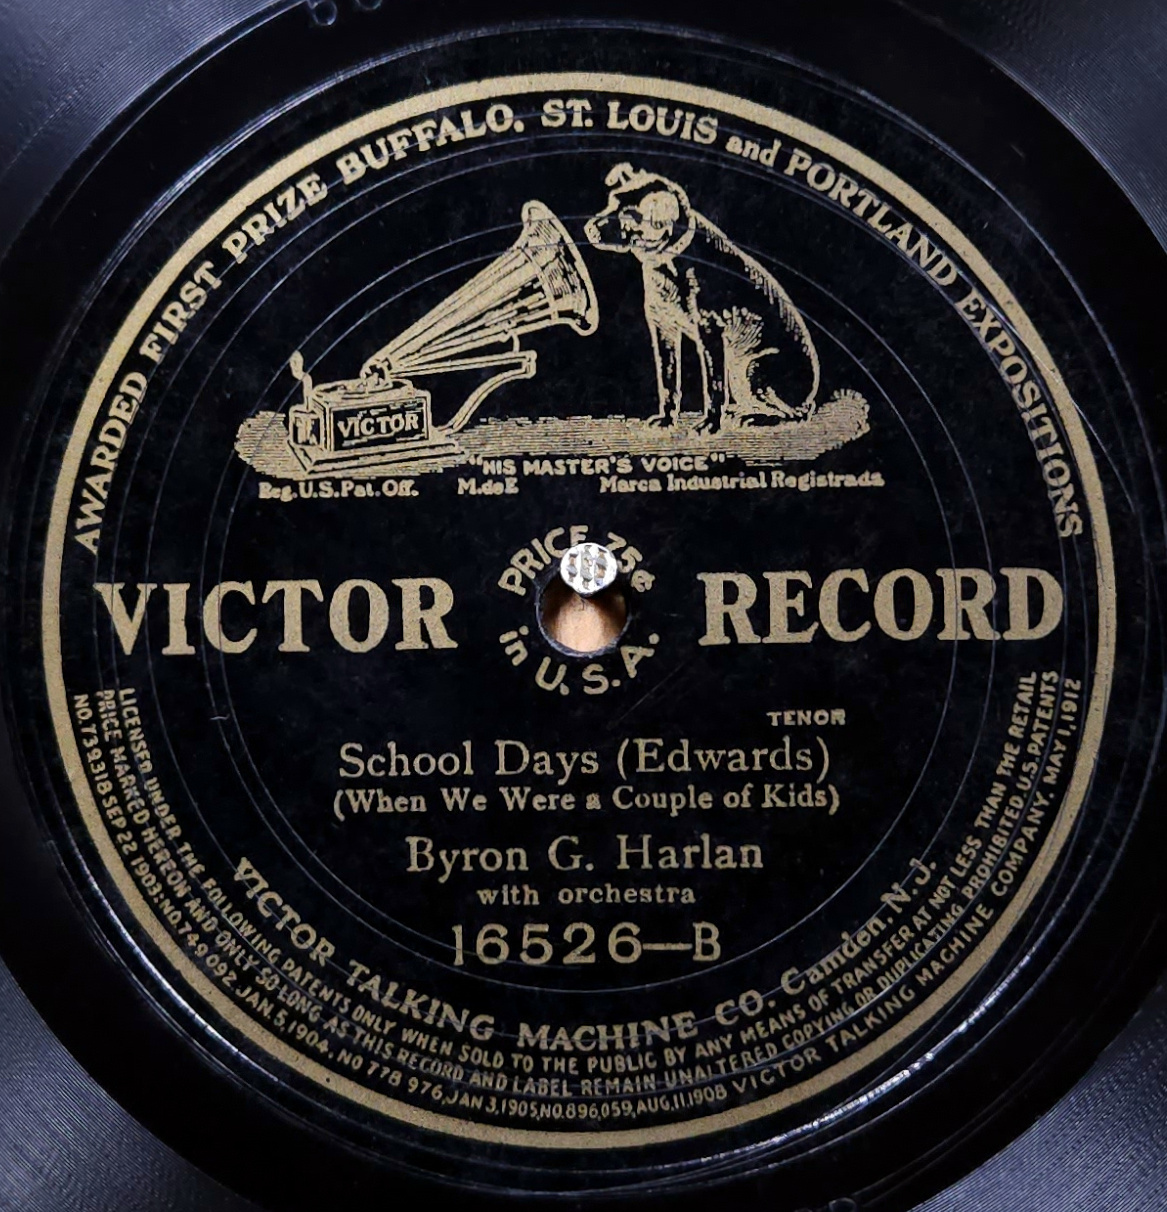 AWARDED FIRST PRIZE BUFFALO. ST. LOUIS and PORTLAND EXPOSITIONS
VICTOR
"HIS MASTER'S VOICE"
Reg. U.S. Pat. Off. M. de E Marca Industrial Registrada
PRICE 75¢
VICTOR RECORD
in U.S.A.
TENOR
School Days (Edwards)
(When We Were a Couple of Kids)
Byron G. Harlan
with orchestra
16526—B
VICTOR TALKING MACHINE CO. Camden, N.J.
LICENSED UNDER THE FOLLOWING PATENTS ONLY WHEN SOLD TO THE PUBLIC BY ANY MEANS OF TRANSFER AT NOT LESS THAN THE RETAIL
PRICE MARKED HEREON AND ONLY SO LONG AS THIS RECORD AND LABEL REMAIN UNALTERED COPYING OR DUPLICATING PROHIBITED U.S. PATENTS
NO. 739318 SEP 22 1903: NO. 749092 JAN. 5, 1904. NO 778 976, JAN 3, 1905, NO. 896,059, AUG. 11, 1908 VICTOR TALKING MACHINE COMPANY. MAY 1, 1912